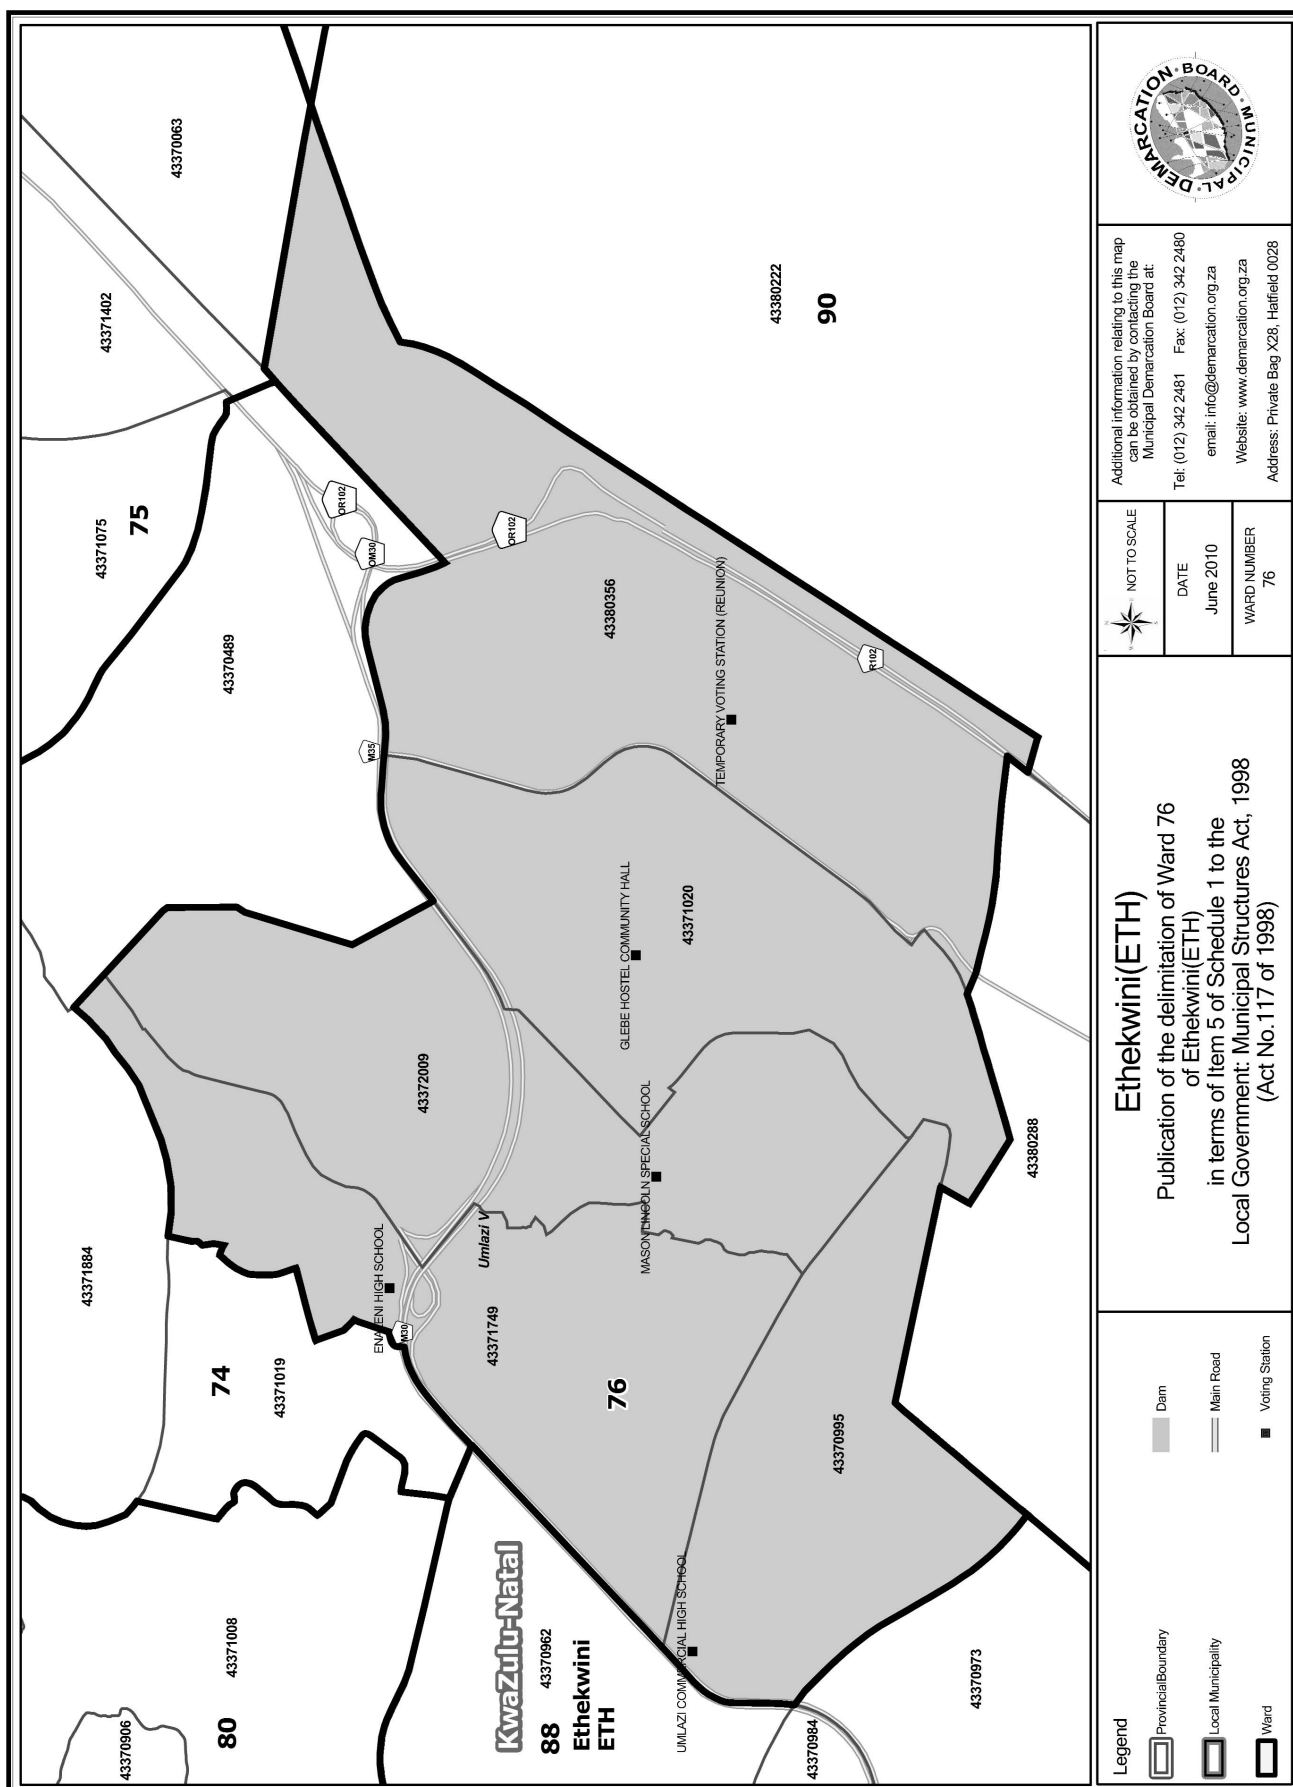 43370063
43371402
43371075
75
43370489
43380222
90
OR102
OM30
OR102
43380356
TEMPORARY VOTING STATION (REUNION)
R102
M35
GLEBE HOSTEL COMMUNITY HALL
43371020
43372009
MASON LINCOLN SPECIAL SCHOOL
43380288
43371884
ENAZENI HIGH SCHOOL
M30
Umlazi V
43371749
74
43371019
76
43370995
UMLAZI COMMERCIAL HIGH SCHOOL
KwaZulu-Natal
88
43370962
Ethekwini
ETH
43371008
80
43370906
43370984
43370973
Legend
ProvincialBoundary
Local Municipality
Ward
Dam
Main Road
Voting Station
Ethekwini(ETH)
Publication of the delimitation of Ward 76
of Ethekwini(ETH)
in terms of Item 5 of Schedule 1 to the
Local Government: Municipal Structures Act, 1998
(Act No.117 of 1998)
NOT TO SCALE
DATE
June 2010
WARD NUMBER
76
Additional information relating to this map
can be obtained by contacting the
Municipal Demarcation Board at:
Tel: (012) 342 2481 Fax: (012) 342 2480
email: info@demarcation.org.za
Website: www.demarcation.org.za
Address: Private Bag X28, Hatfield 0028
MUNICIPAL · DEMARCATION · BOARD ·